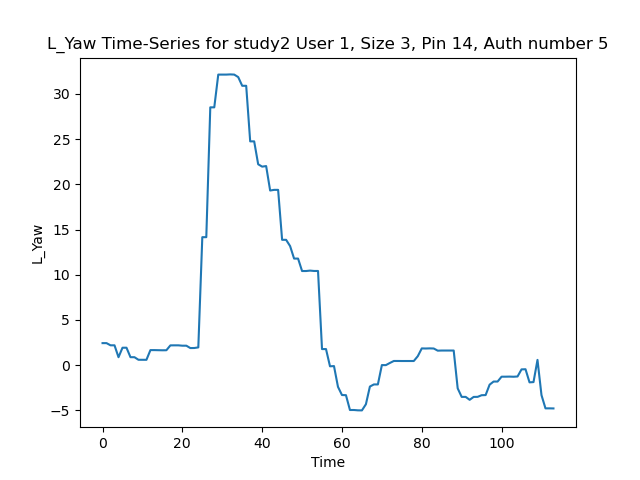 L_Yaw Time-Series for study2 User 1, Size 3, Pin 14, Auth number 5
30
25
20
15
10
5
0
−5
L_Yaw
0 20 40 60 80 100
Time